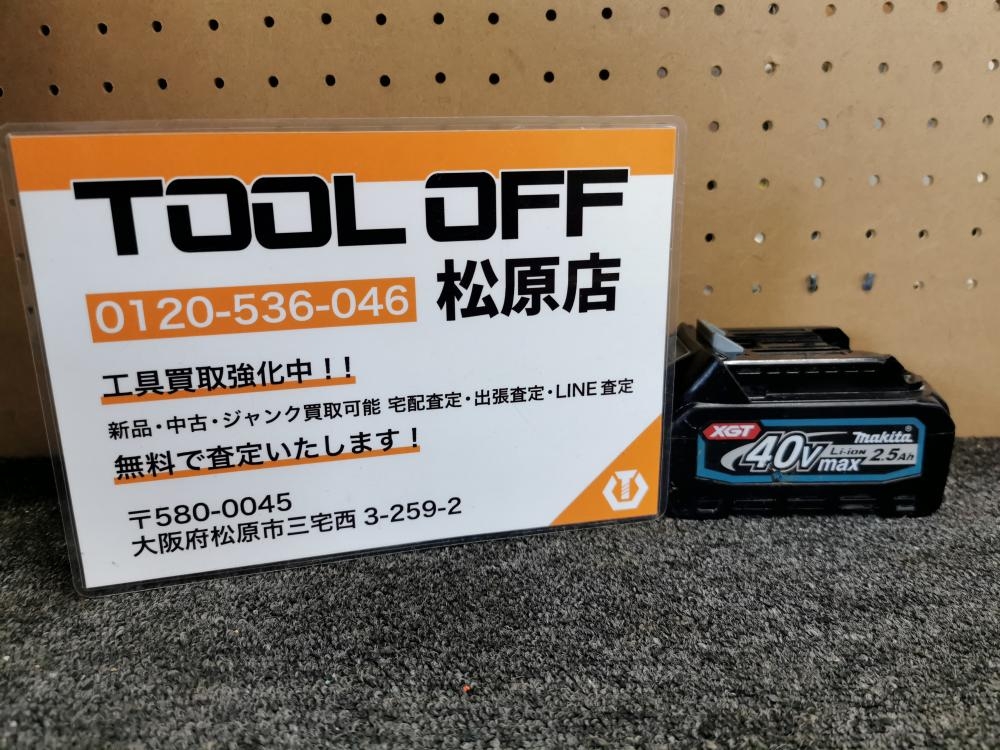 TOOL OFF
0120-536-046 松原店
工具買取強化中！！
新品・中古・ジャンク買取可能 宅配査定・出張査定・LINE査定
無料で査定いたします！
〒580-0045
大阪府松原市三宅西 3-259-2
XGT
40Vmax
Li-ion
makita®
2.5Ah